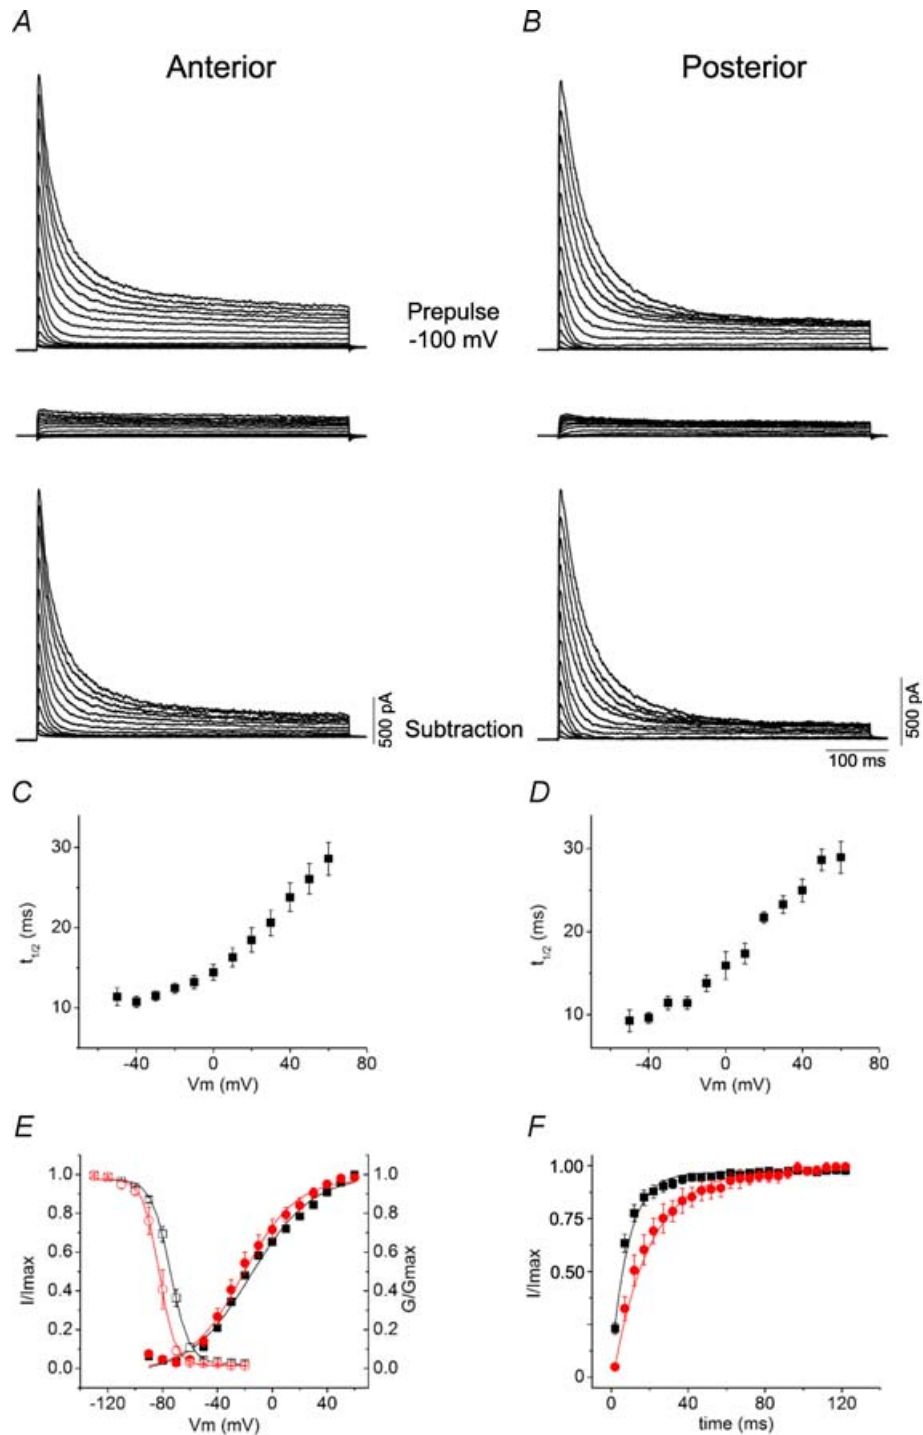 A
B
Anterior
Posterior
Prepulse
-100 mV
500 pA
Subtraction
500 pA
100 ms
C
D
30
20
10
t1/2 (ms)
-40
0
40
80
Vm (mV)
30
20
10
t1/2 (ms)
-40
0
40
80
Vm (mV)
E
F
1.0
0.8
0.6
0.4
0.2
0.0
I/Imax
1.0
0.8
0.6
0.4
0.2
0.0
G/Gmax
-120
-80
-40
0
40
Vm (mV)
1.00
0.75
0.50
0
I/Imax
0
40
80
120
time (ms)